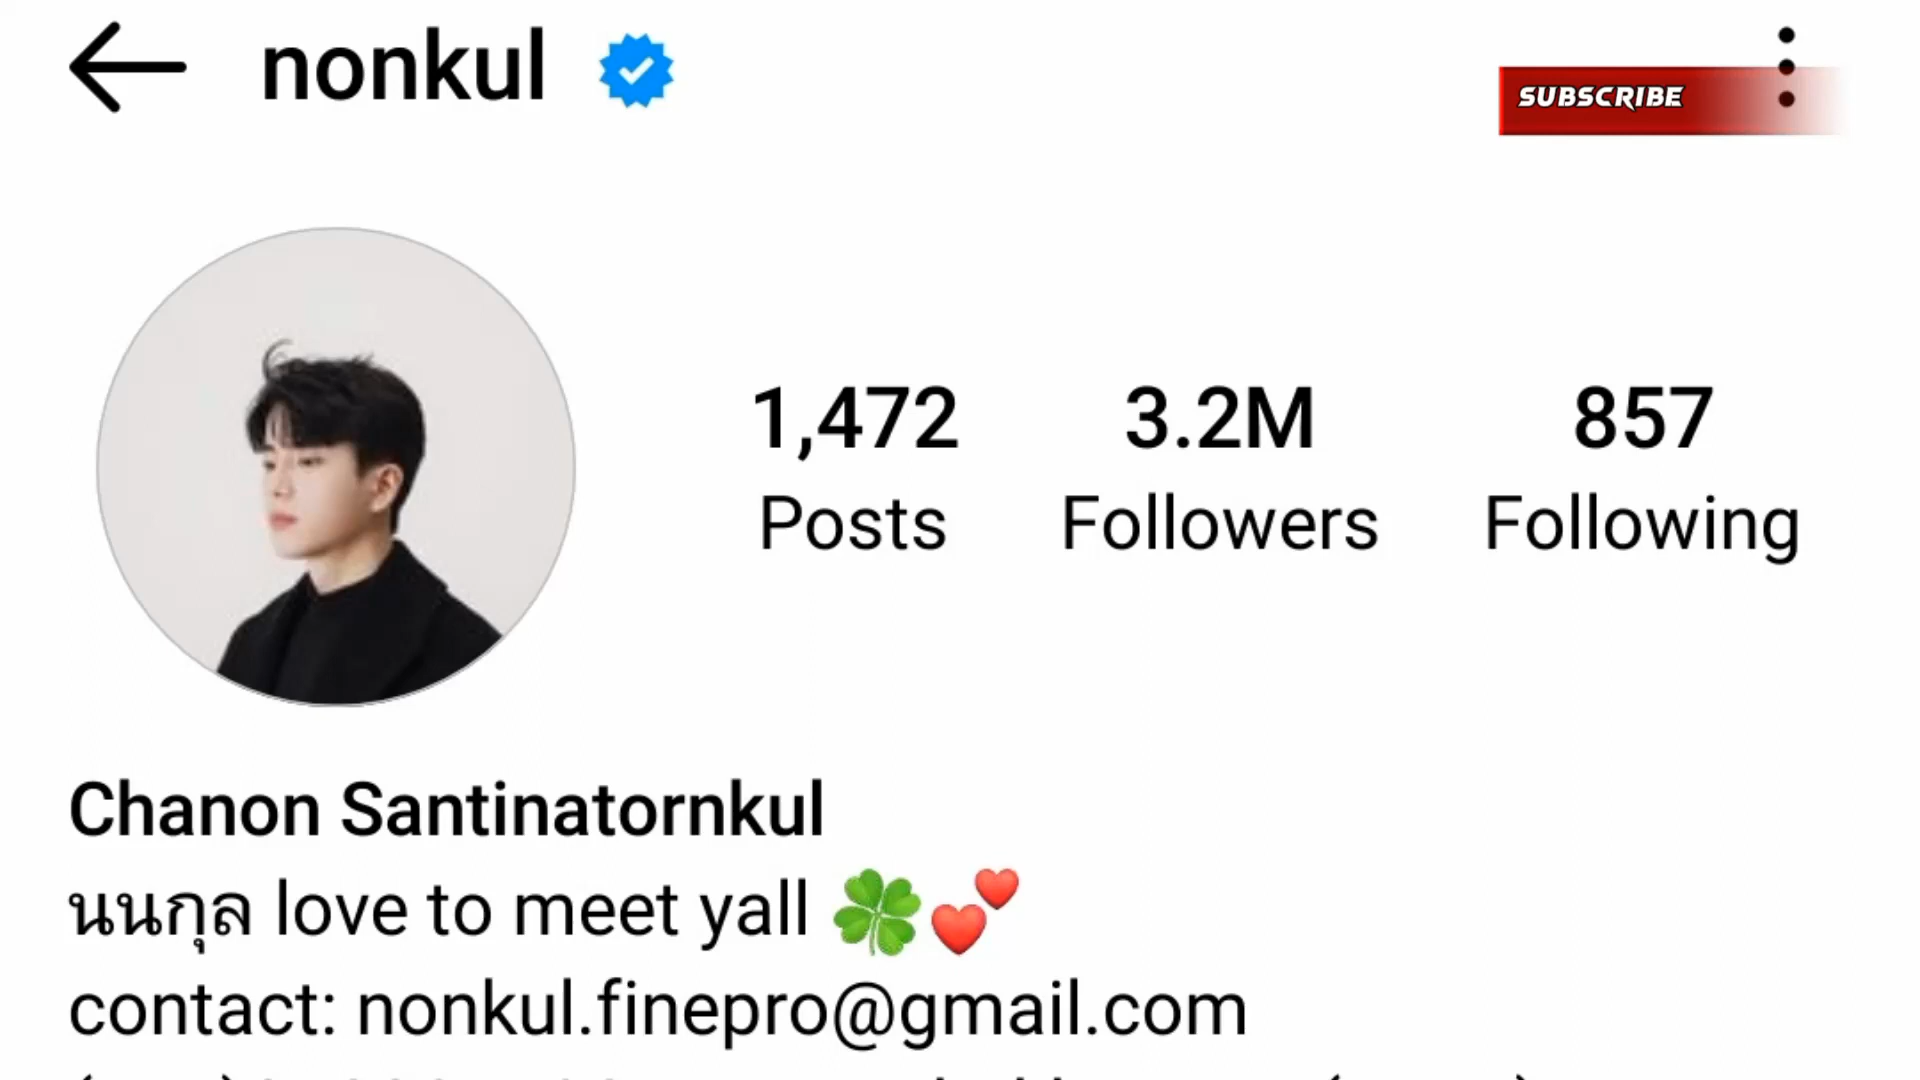 nonkul
SUBSCRIBE
1,472 3.2M 857
Posts Followers Following
Chanon Santinatornkul
นนกุล love to meet yall 🍀💕
contact: nonkul.finepro@gmail.com